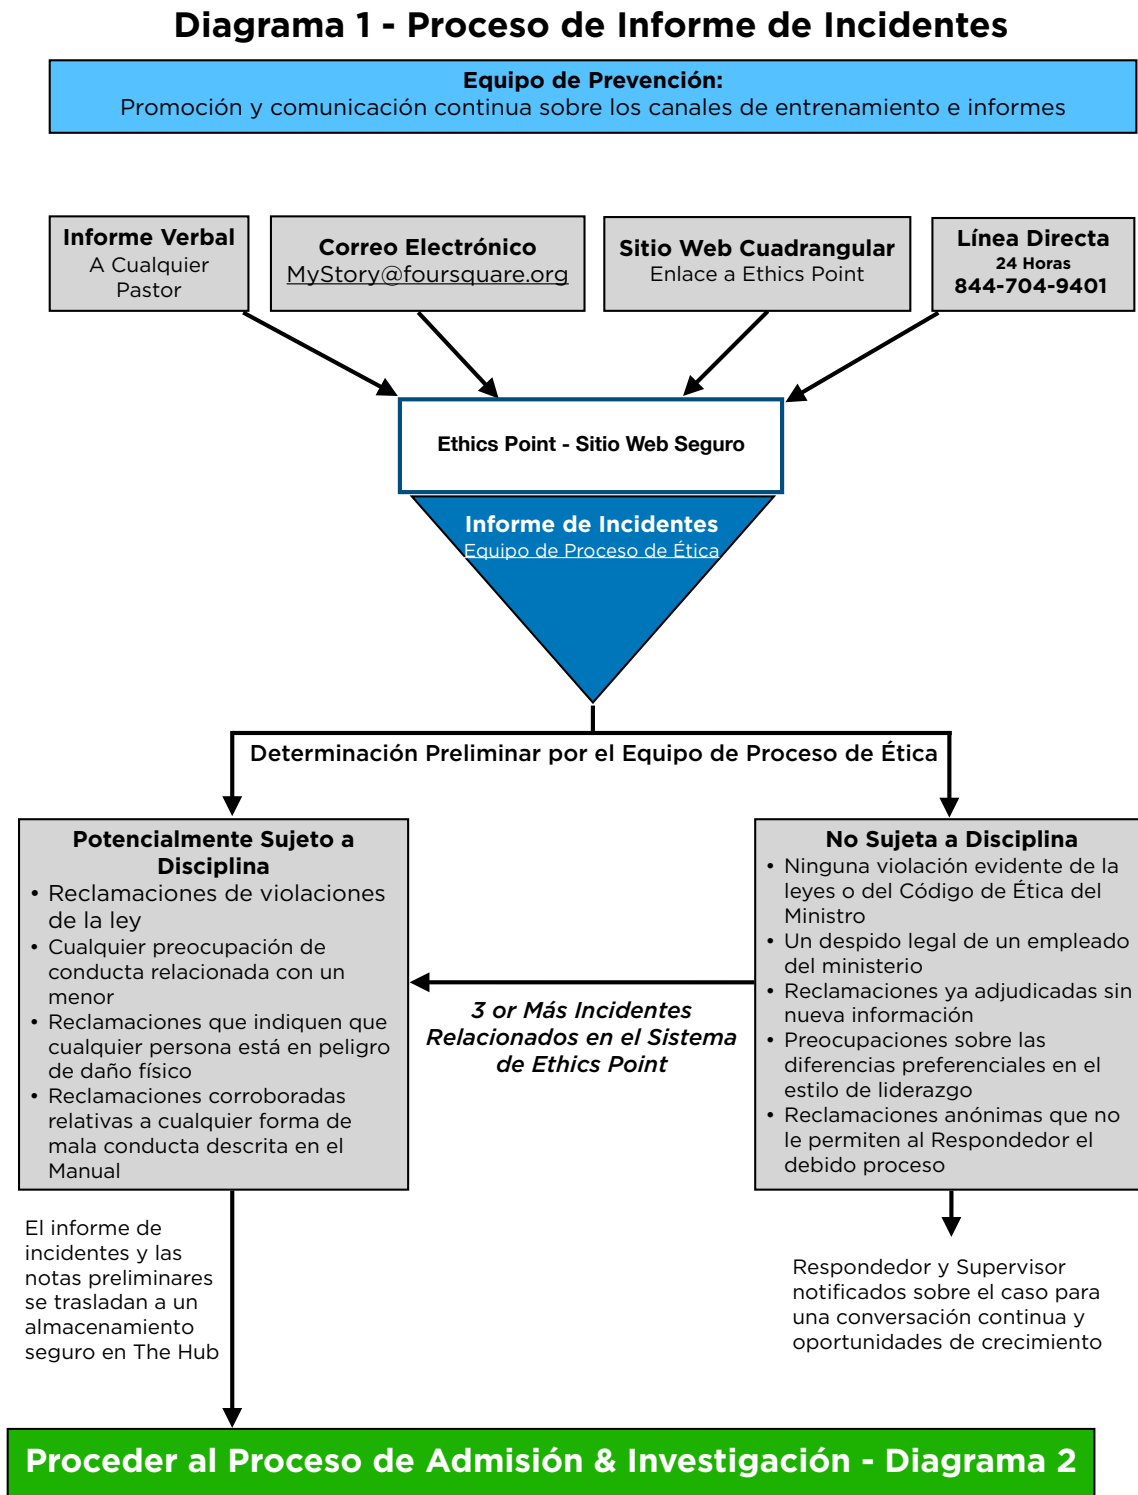 Diagrama 1 - Proceso de Informe de Incidentes
Equipo de Prevención:
Promoción y comunicación continua sobre los canales de entrenamiento e informes
Informe Verbal
A Cualquier
Pastor
Correo Electrónico
MyStory@foursquare.org
Sitio Web Cuadrangular
Enlace a Ethics Point
Línea Directa
24 Horas
844-704-9401
Ethics Point - Sitio Web Seguro
Informe de Incidentes
Equipo de Proceso de Ética
Determinación Preliminar por el Equipo de Proceso de Ética
Potencialmente Sujeto a
Disciplina
• Reclamaciones de violaciones
de la ley
• Cualquier preocupación de
conducta relacionada con un
menor
• Reclamaciones que indiquen que
cualquier persona está en peligro
de daño físico
• Reclamaciones corroboradas
relativas a cualquier forma de
mala conducta descrita en el
Manual
3 or Más Incidentes
Relacionados en el Sistema
de Ethics Point
No Sujeta a Disciplina
• Ninguna violación evidente de la
leyes o del Código de Ética del
Ministro
• Un despido legal de un empleado
del ministerio
• Reclamaciones ya adjudicadas sin
nueva información
• Preocupaciones sobre las
diferencias preferenciales en el
estilo de liderazgo
• Reclamaciones anónimas que no
le permiten al Respondedor el
debido proceso
El informe de
incidentes y las
notas preliminares
se trasladan a un
almacenamiento
seguro en The Hub
Respondedor y Supervisor
notificados sobre el caso para
una conversación continua y
oportunidades de crecimiento
Proceder al Proceso de Admisión & Investigación - Diagrama 2